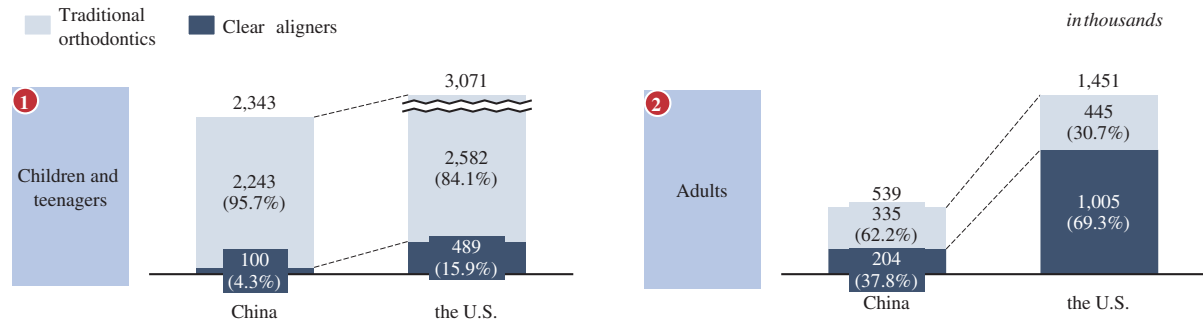 Traditional
orthodontics
Clear aligners
in thousands
1
Children and
teenagers
2,343
2,243
(95.7%)
100
(4.3%)
China
3,071
2,582
(84.1%)
489
(15.9%)
the U.S.
2
Adults
539
335
(62.2%)
204
(37.8%)
China
1,451
445
(30.7%)
1,005
(69.3%)
the U.S.